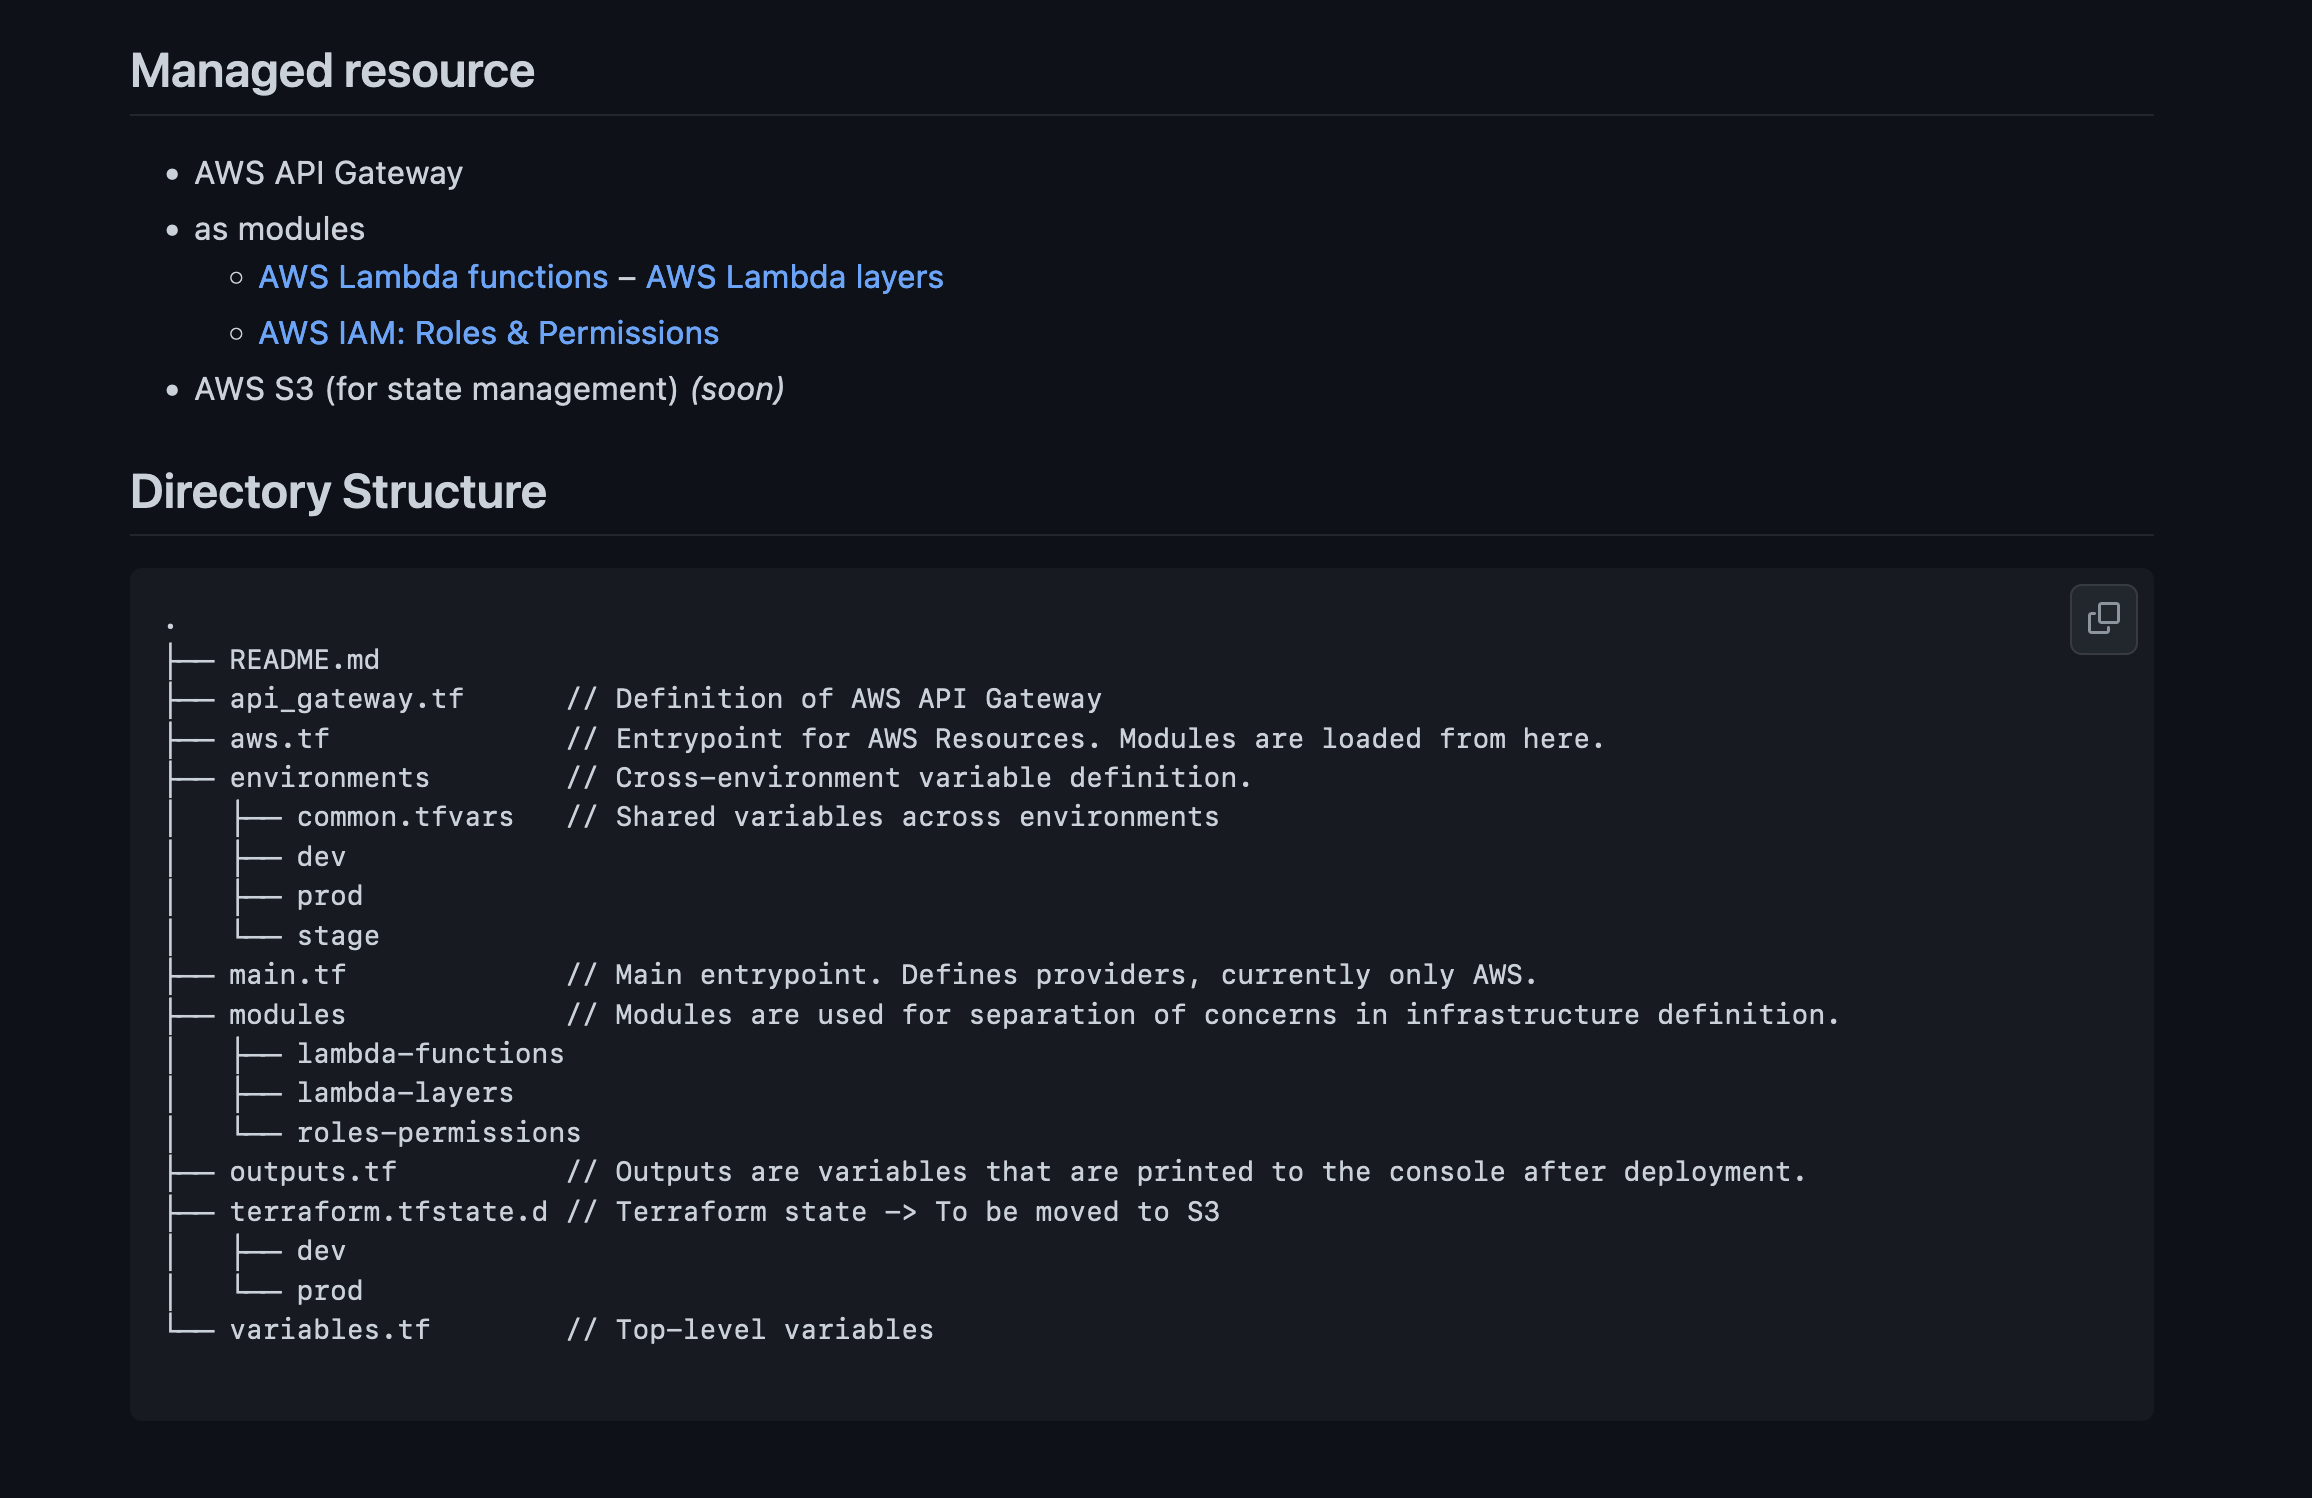 Managed resource
• AWS API Gateway
• as modules
◦ AWS Lambda functions – AWS Lambda layers
◦ AWS IAM: Roles & Permissions
• AWS S3 (for state management) (soon)
Directory Structure
.
├── README.md
├── api_gateway.tf      // Definition of AWS API Gateway
├── aws.tf              // Entrypoint for AWS Resources. Modules are loaded from here.
├── environments        // Cross-environment variable definition.
│   ├── common.tfvars   // Shared variables across environments
│   ├── dev
│   ├── prod
│   └── stage
├── main.tf             // Main entrypoint. Defines providers, currently only AWS.
├── modules             // Modules are used for separation of concerns in infrastructure definition.
│   ├── lambda-functions
│   ├── lambda-layers
│   └── roles-permissions
├── outputs.tf          // Outputs are variables that are printed to the console after deployment.
├── terraform.tfstate.d // Terraform state -> To be moved to S3
│   ├── dev
│   └── prod
└── variables.tf        // Top-level variables